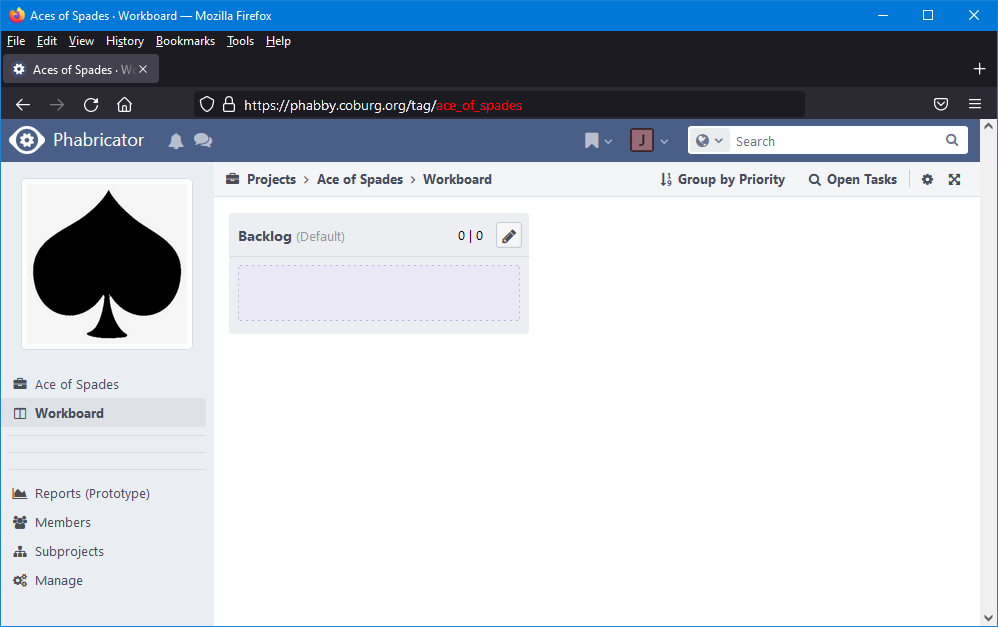 Aces of Spades · Workboard — Mozilla Firefox
File Edit View History Bookmarks Tools Help
Aces of Spades · Wo
https://phabby.coburg.org/tag/ace_of_spades
Phabricator J Search
Projects > Ace of Spades > Workboard Group by Priority Open Tasks
Backlog (Default) 0 | 0
Ace of Spades
Workboard
Reports (Prototype)
Members
Subprojects
Manage